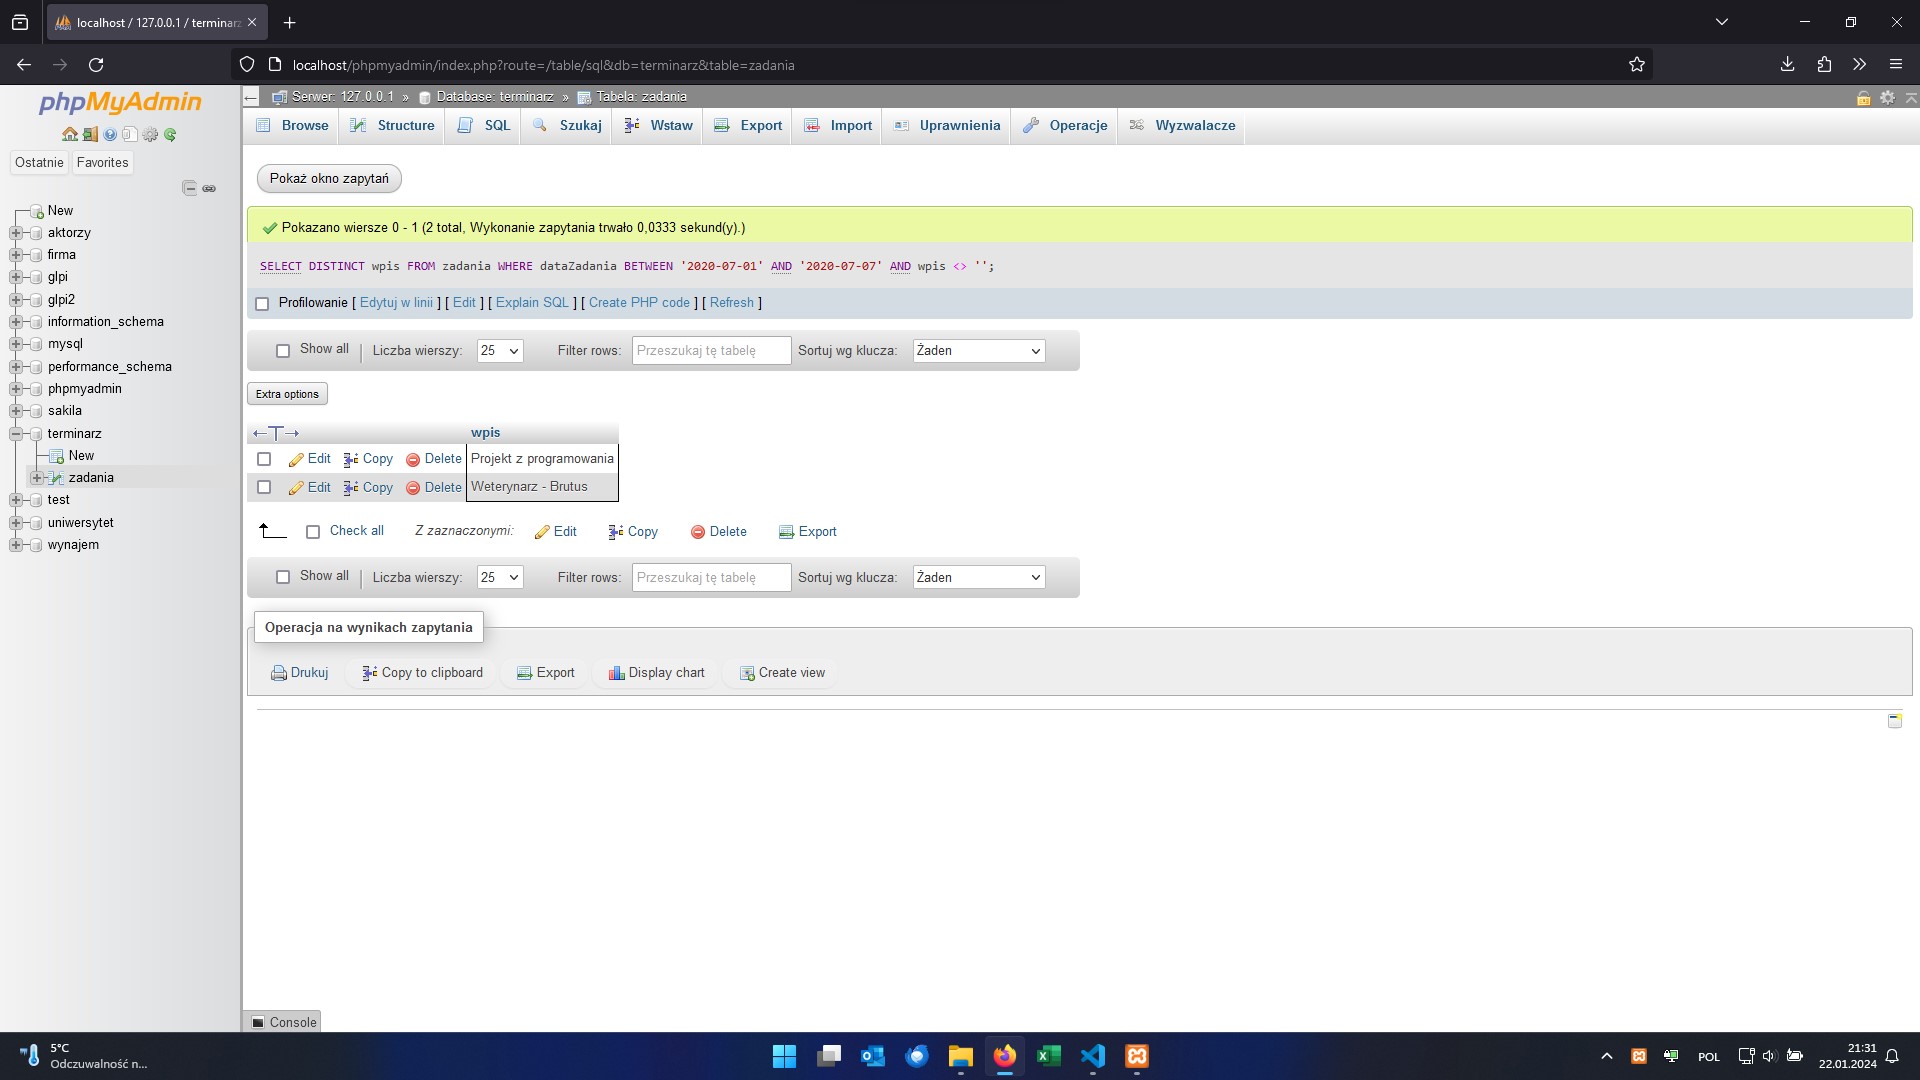 localhost / 127.0.0.1 / terminarz
localhost/phpmyadmin/index.php?route=/table/sql&db=terminarz&table=zadania
phpMyAdmin
Ostatnie Favorites
New
aktorzy
firma
glpi
glpi2
information_schema
mysql
performance_schema
phpmyadmin
sakila
terminarz
New
zadania
test
uniwersytet
wynajem
Serwer: 127.0.0.1 » Database: terminarz » Tabela: zadania
Browse Structure SQL Szukaj Wstaw Export Import Uprawnienia Operacje Wyzwalacze
Pokaż okno zapytań
Pokazano wiersze 0 - 1 (2 total, Wykonanie zapytania trwało 0,0333 sekund(y).)
SELECT DISTINCT wpis FROM zadania WHERE dataZadania BETWEEN '2020-07-01' AND '2020-07-07' AND wpis <> '';
Profilowanie [ Edytuj w linii ] [ Edit ] [ Explain SQL ] [ Create PHP code ] [ Refresh ]
Show all Liczba wierszy: 25 Filter rows: Przeszukaj tę tabelę Sortuj wg klucza: Żaden
Extra options
wpis
Edit Copy Delete Projekt z programowania
Edit Copy Delete Weterynarz - Brutus
Check all Z zaznaczonymi: Edit Copy Delete Export
Show all Liczba wierszy: 25 Filter rows: Przeszukaj tę tabelę Sortuj wg klucza: Żaden
Operacja na wynikach zapytania
Drukuj Copy to clipboard Export Display chart Create view
Console
5°C
Odczuwalność n...
POL
21:31
22.01.2024